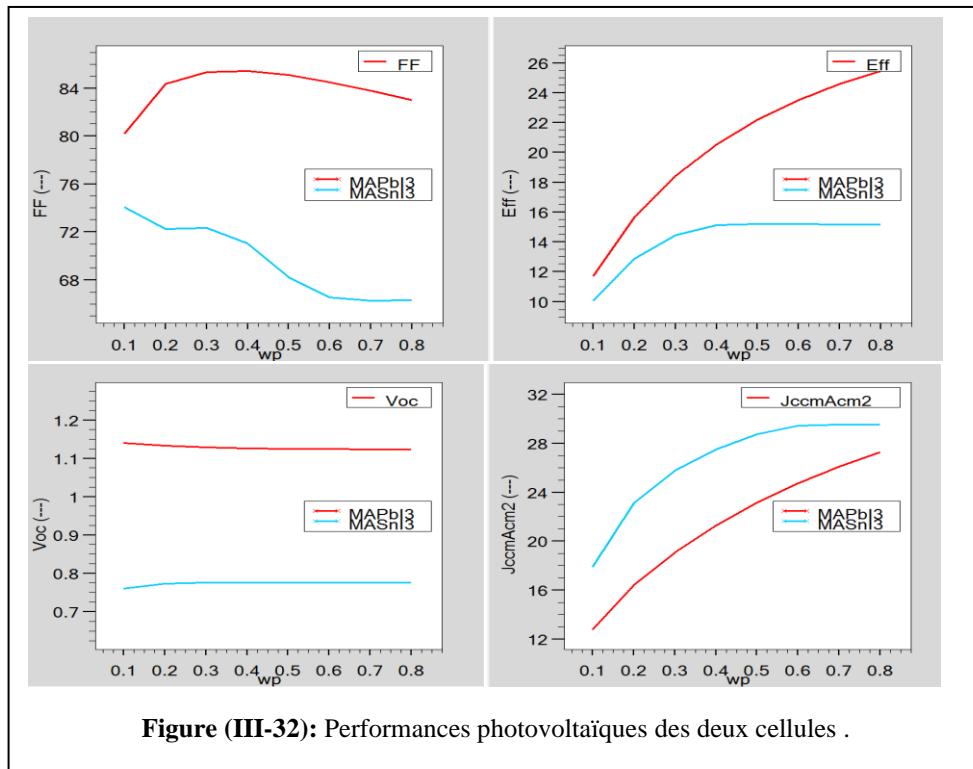 FF
84
80
76
72
68
FF (---)
MAPbI3
MASnI3
0.1 0.2 0.3 0.4 0.5 0.6 0.7 0.8
wp
Eff
26
24
22
20
18
16
14
12
10
Eff (---)
MAPbI3
MASnI3
0.1 0.2 0.3 0.4 0.5 0.6 0.7 0.8
wp
Voc
1.2
1.1
1
0.9
0.8
0.7
Voc (---)
MAPbI3
MASnI3
0.1 0.2 0.3 0.4 0.5 0.6 0.7 0.8
wp
JccmAcm2
32
28
24
20
16
12
JccmAcm2 (---)
MAPbI3
MASnI3
0.1 0.2 0.3 0.4 0.5 0.6 0.7 0.8
wp
Figure (III-32): Performances photovoltaïques des deux cellules .